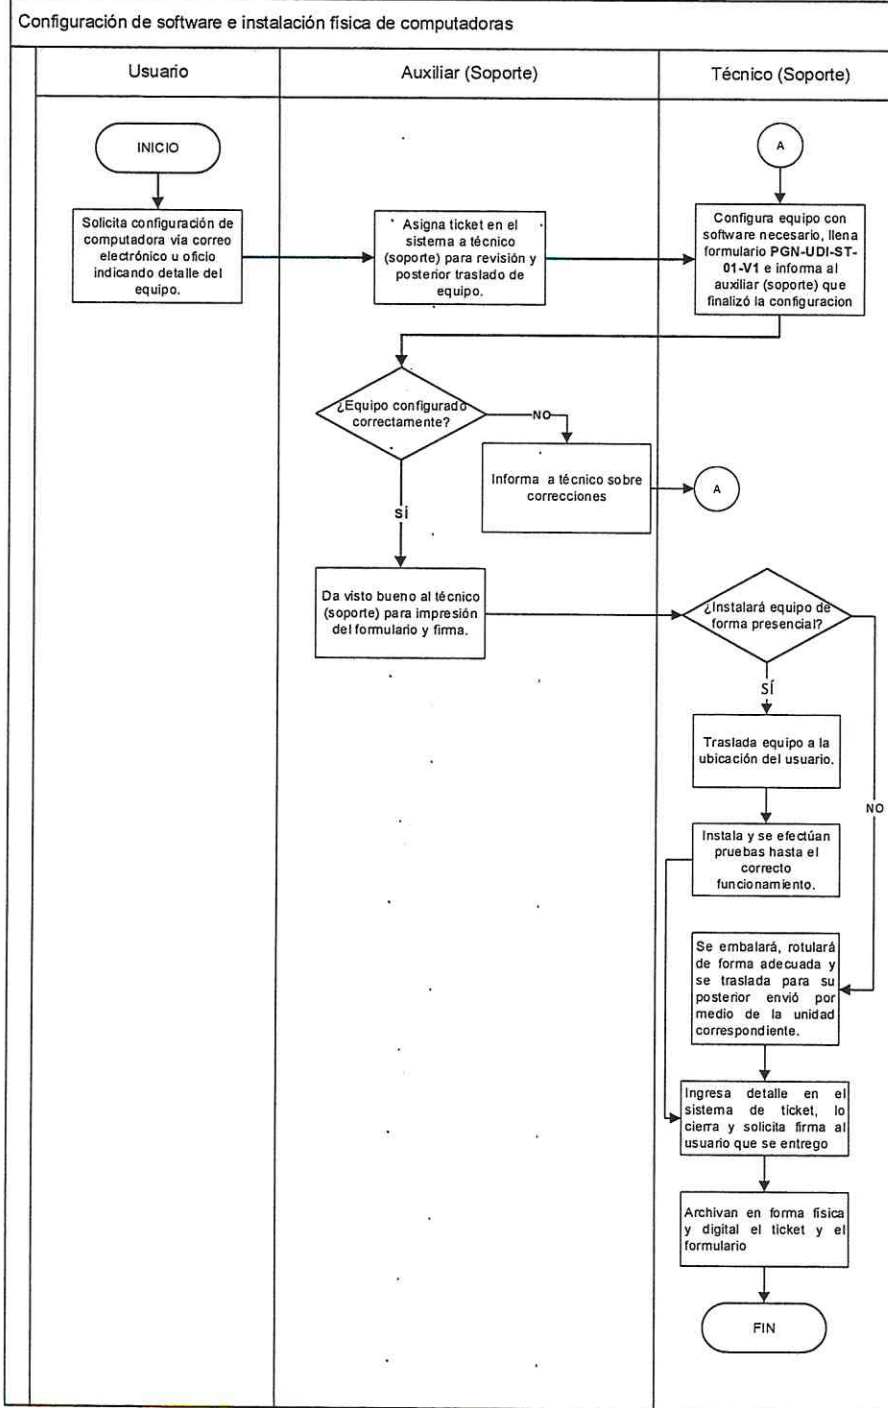 Configuración de software e instalación física de computadoras
Usuario
Auxiliar (Soporte)
Técnico (Soporte)
INICIO
A
Solicita configuración de
computadora vía correo
electrónico u oficio
indicando detalle del
equipo.
Asigna ticket en el
sistema a técnico
(soporte) para revisión y
posterior traslado de
equipo.
Configura equipo con
software necesario, llena
formulario PGN-UDI-ST-
01-V1 e informa al
auxiliar (soporte) que
finalizó la configuracion
¿Equipo configurado
correctamente?
NO
Informa a técnico sobre
correcciones
A
SÍ
Da visto bueno al técnico
(soporte) para impresión
del formulario y firma.
¿Instalará equipo de
forma presencial?
SÍ
Traslada equipo a la
ubicación del usuario.
NO
Instala y se efectúan
pruebas hasta el
correcto
funcionamiento.
Se embalará, rotulará
de forma adecuada y
se traslada para su
posterior envió por
medio de la unidad
correspondiente.
Ingresa detalle en el
sistema de ticket, lo
cierra y solicita firma al
usuario que se entrego
Archivan en forma física
y digital el ticket y el
formulario
FIN